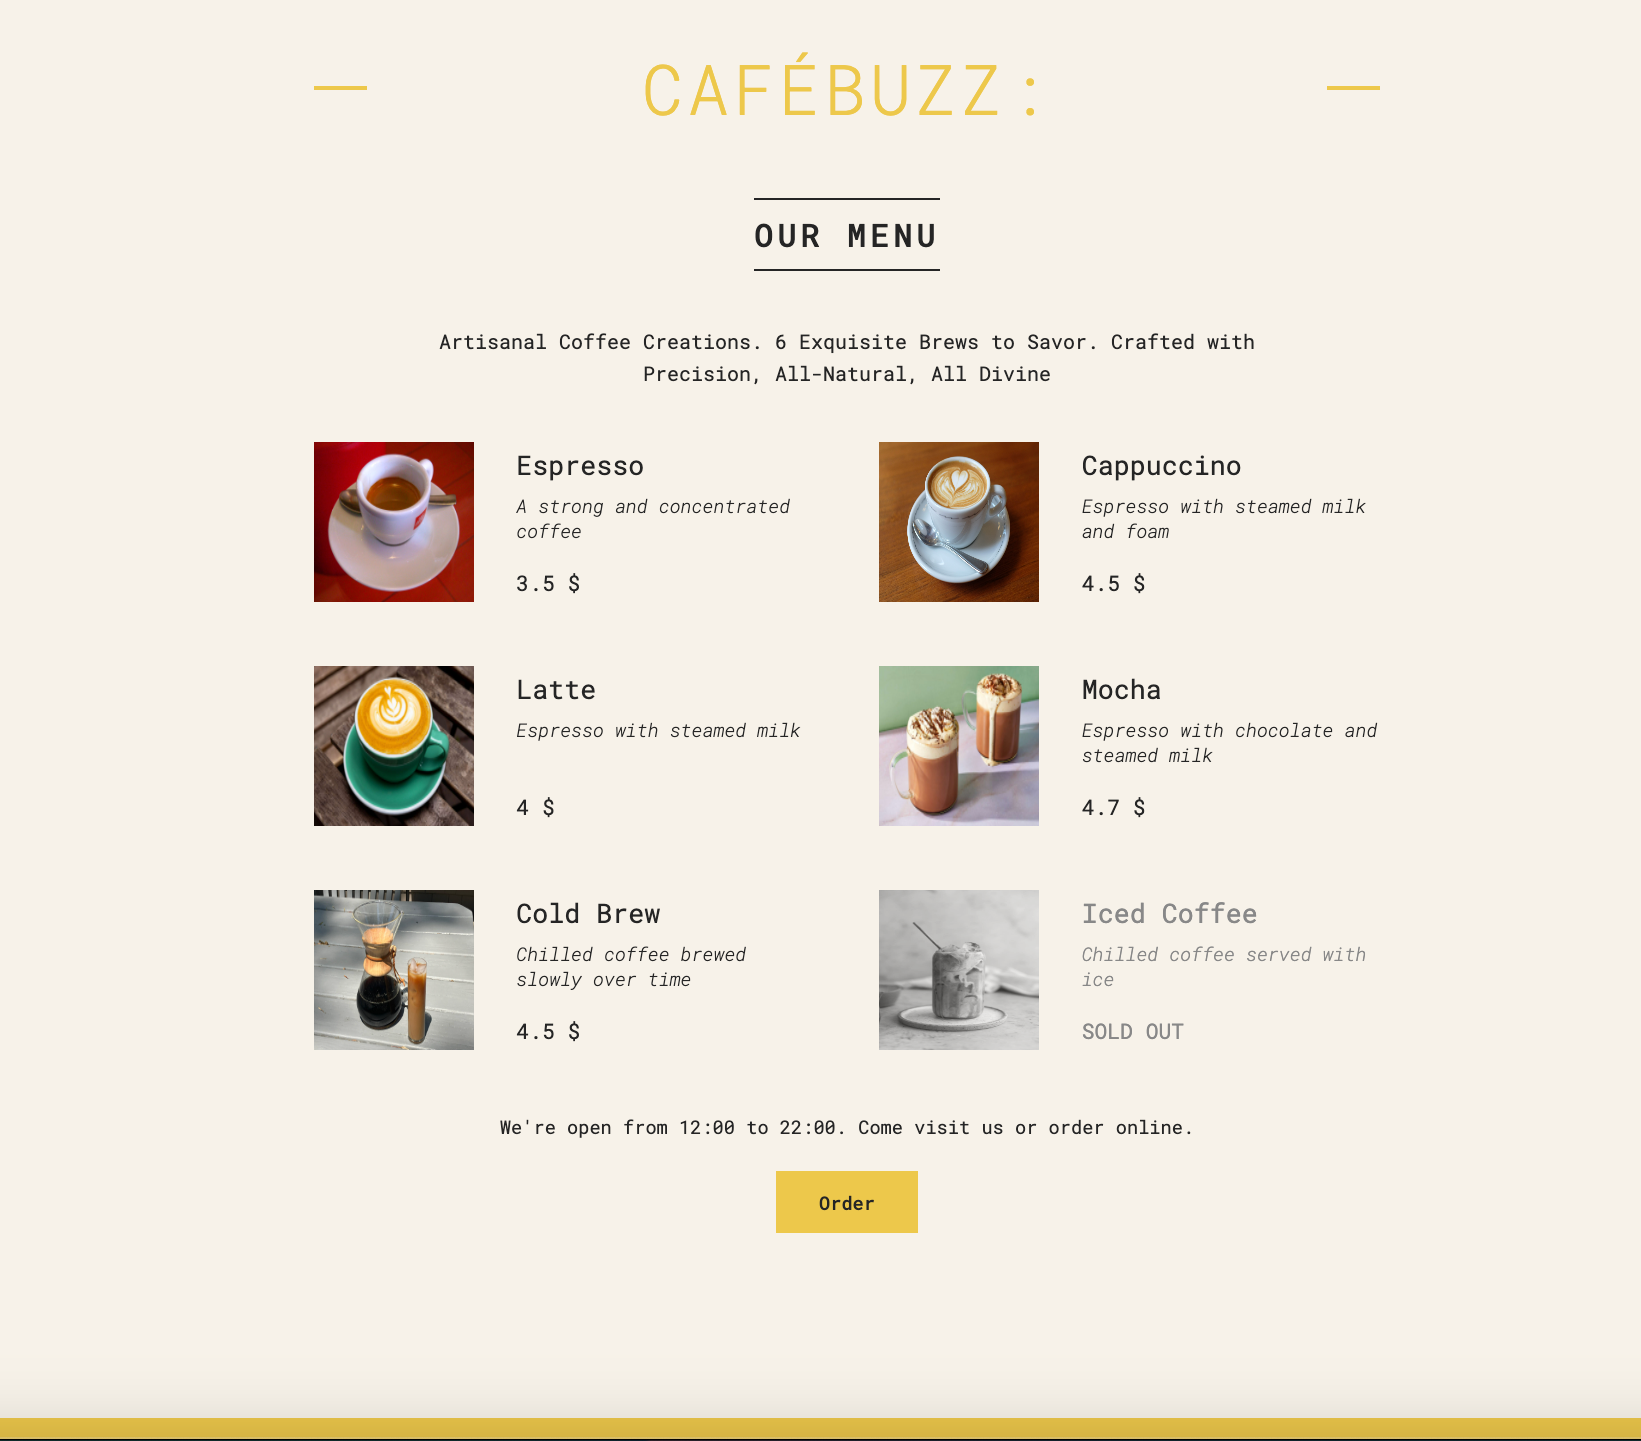 CAFÉBUZZ:
OUR MENU
Artisanal Coffee Creations. 6 Exquisite Brews to Savor. Crafted with
Precision, All-Natural, All Divine
Espresso
A strong and concentrated
coffee
3.5 $
Cappuccino
Espresso with steamed milk
and foam
4.5 $
Latte
Espresso with steamed milk
4 $
Mocha
Espresso with chocolate and
steamed milk
4.7 $
Cold Brew
Chilled coffee brewed
slowly over time
4.5 $
Iced Coffee
Chilled coffee served with
ice
SOLD OUT
We're open from 12:00 to 22:00. Come visit us or order online.
Order